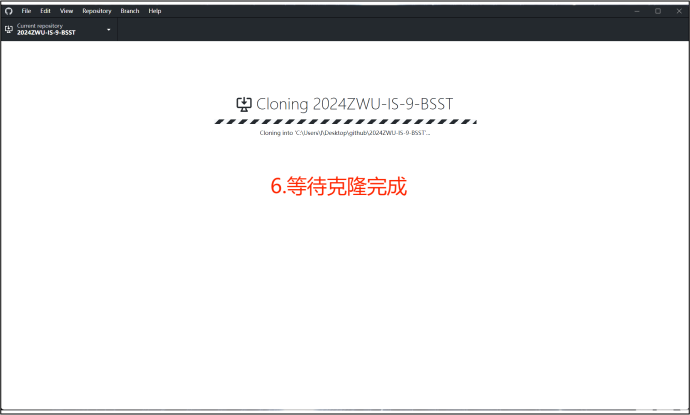 File Edit View Repository Branch Help
Current repository
2024ZWU-IS-9-BSST
Cloning 2024ZWU-IS-9-BSST
Cloning into 'C:\Users\l\Desktop\github\2024ZWU-IS-9-BSST'...
6.等待克隆完成